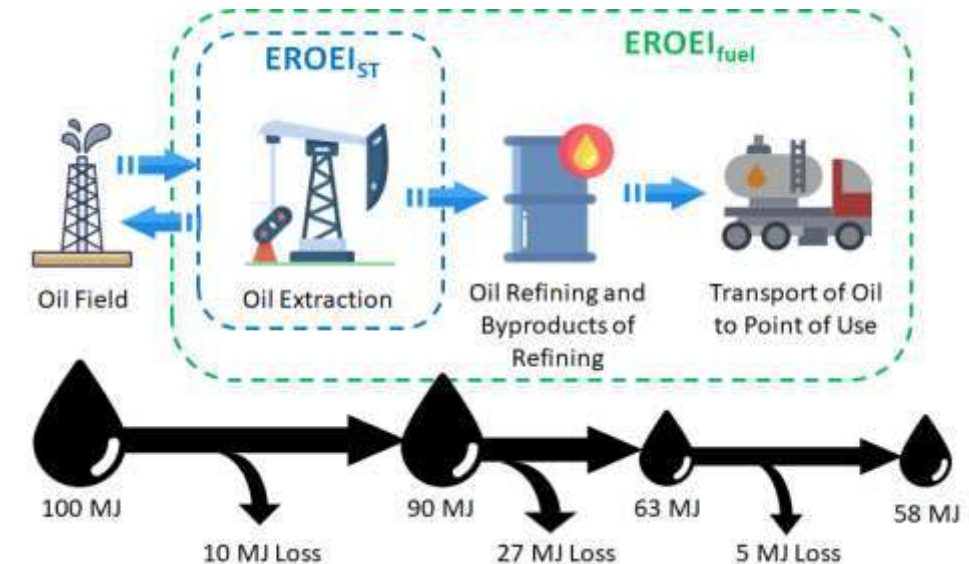 EROEI_ST
EROEI_fuel
Oil Field
Oil Extraction
Oil Refining and
Byproducts of
Refining
Transport of Oil
to Point of Use
100 MJ
90 MJ
63 MJ
58 MJ
10 MJ Loss
27 MJ Loss
5 MJ Loss